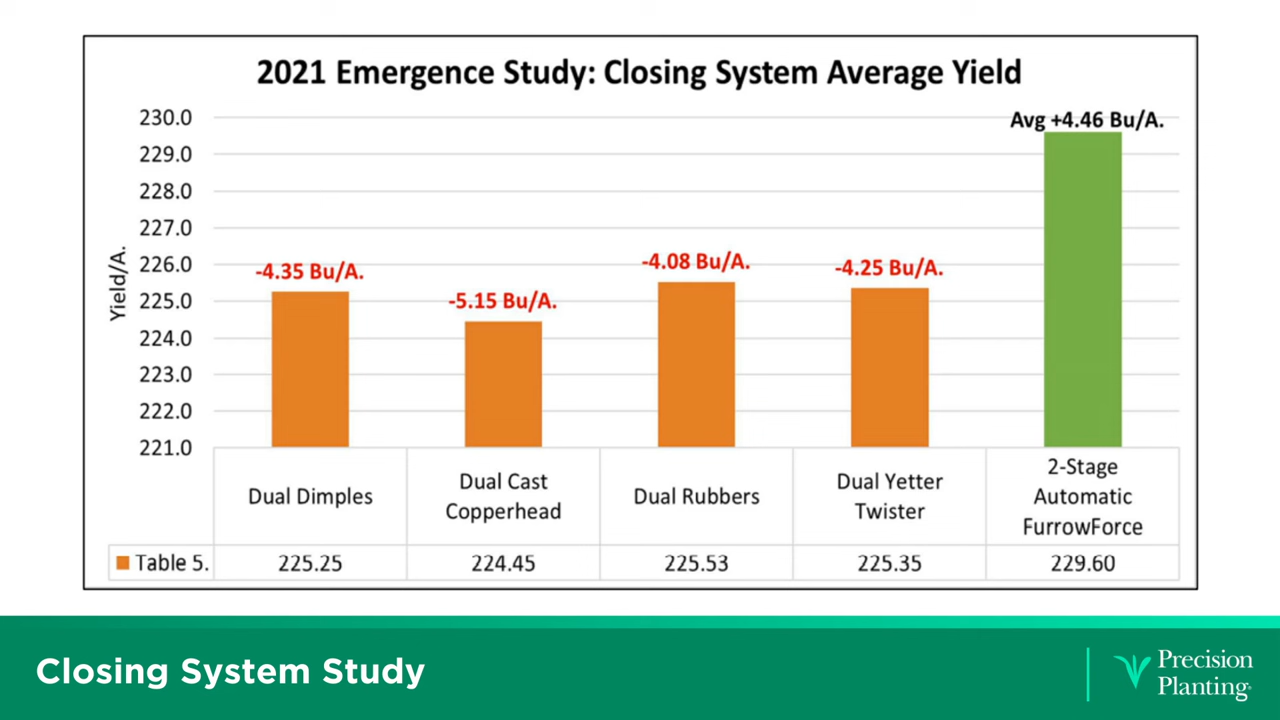 2021 Emergence Study: Closing System Average Yield
230.0
229.0
228.0
227.0
226.0
225.0
224.0
223.0
222.0
221.0
Yield/A.
-4.35 Bu/A.
-5.15 Bu/A.
-4.08 Bu/A.
-4.25 Bu/A.
Avg +4.46 Bu/A.
Dual Dimples
Dual Cast
Copperhead
Dual Rubbers
Dual Yetter
Twister
2-Stage
Automatic
FurrowForce
Table 5. 225.25 224.45 225.53 225.35 229.60
Closing System Study
Precision
Planting®